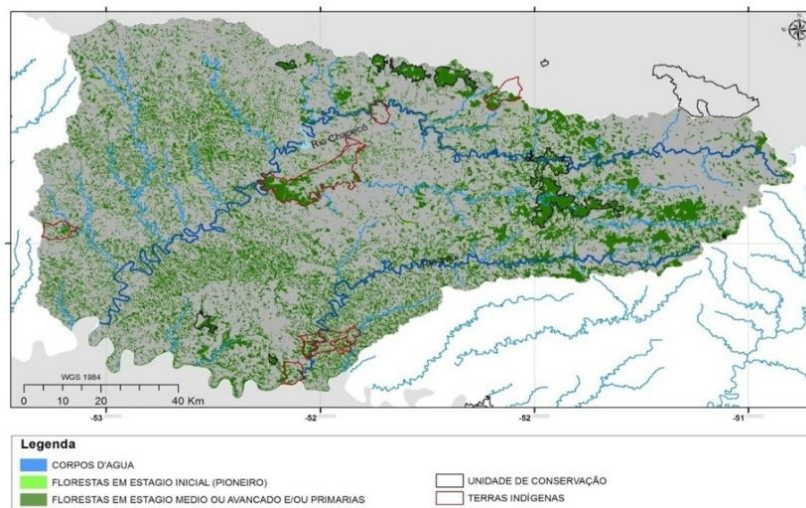 Rio Chapecó
WGS 1984
0 10 20 40 Km
-53 -52 -52 -51
Legenda
CORPOS D'AGUA
FLORESTAS EM ESTAGIO INICIAL (PIONEIRO)
FLORESTAS EM ESTAGIO MEDIO OU AVANCADO E/OU PRIMARIAS
UNIDADE DE CONSERVAÇÃO
TERRAS INDÍGENAS